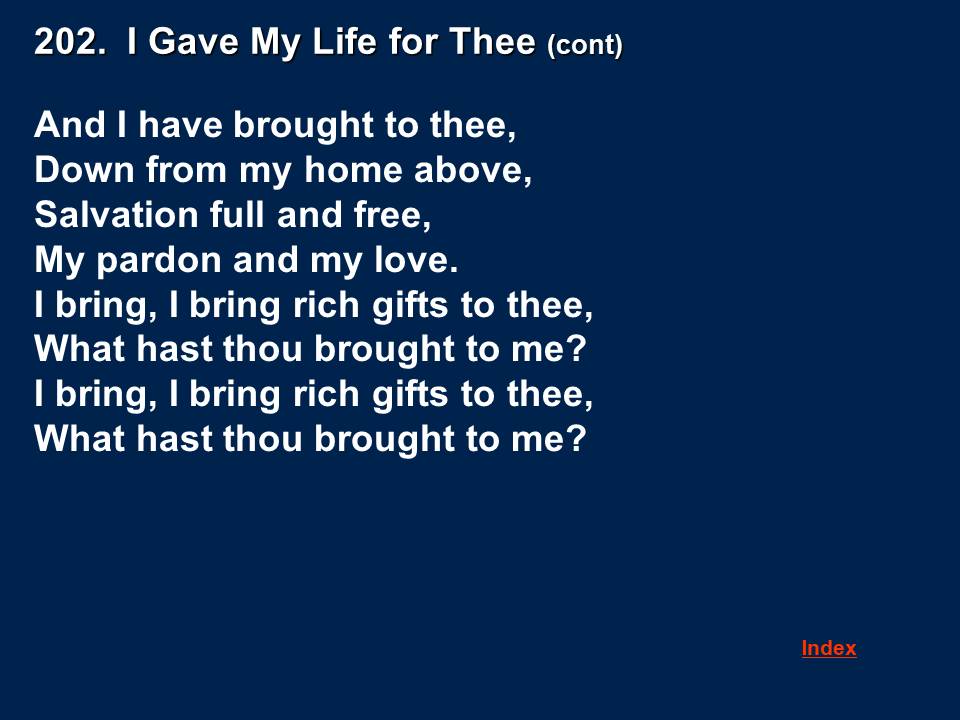 202. I Gave My Life for Thee (cont)
And I have brought to thee,
Down from my home above,
Salvation full and free,
My pardon and my love.
I bring, I bring rich gifts to thee,
What hast thou brought to me?
I bring, I bring rich gifts to thee,
What hast thou brought to me?
Index